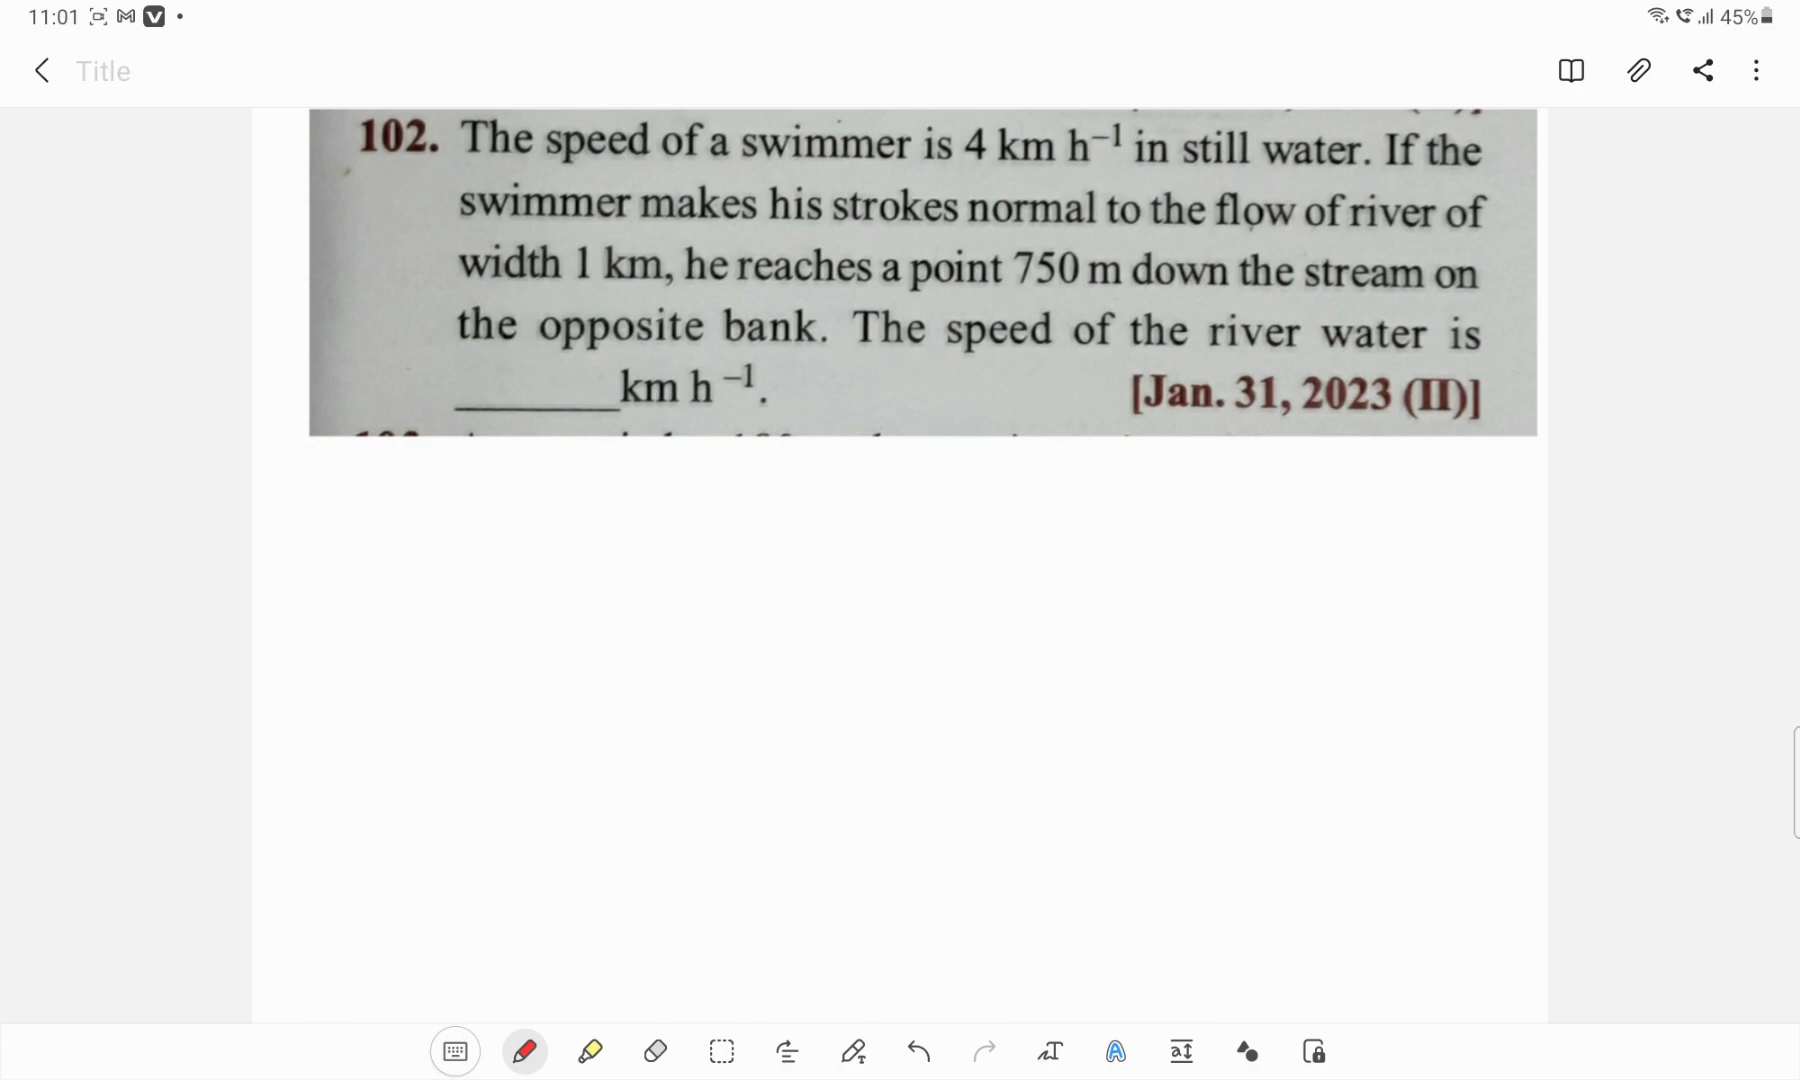 11:01
45%
Title
102. The speed of a swimmer is 4 km h⁻¹ in still water. If the
swimmer makes his strokes normal to the flow of river of
width 1 km, he reaches a point 750 m down the stream on
the opposite bank. The speed of the river water is
______ km h⁻¹. [Jan. 31, 2023 (II)]